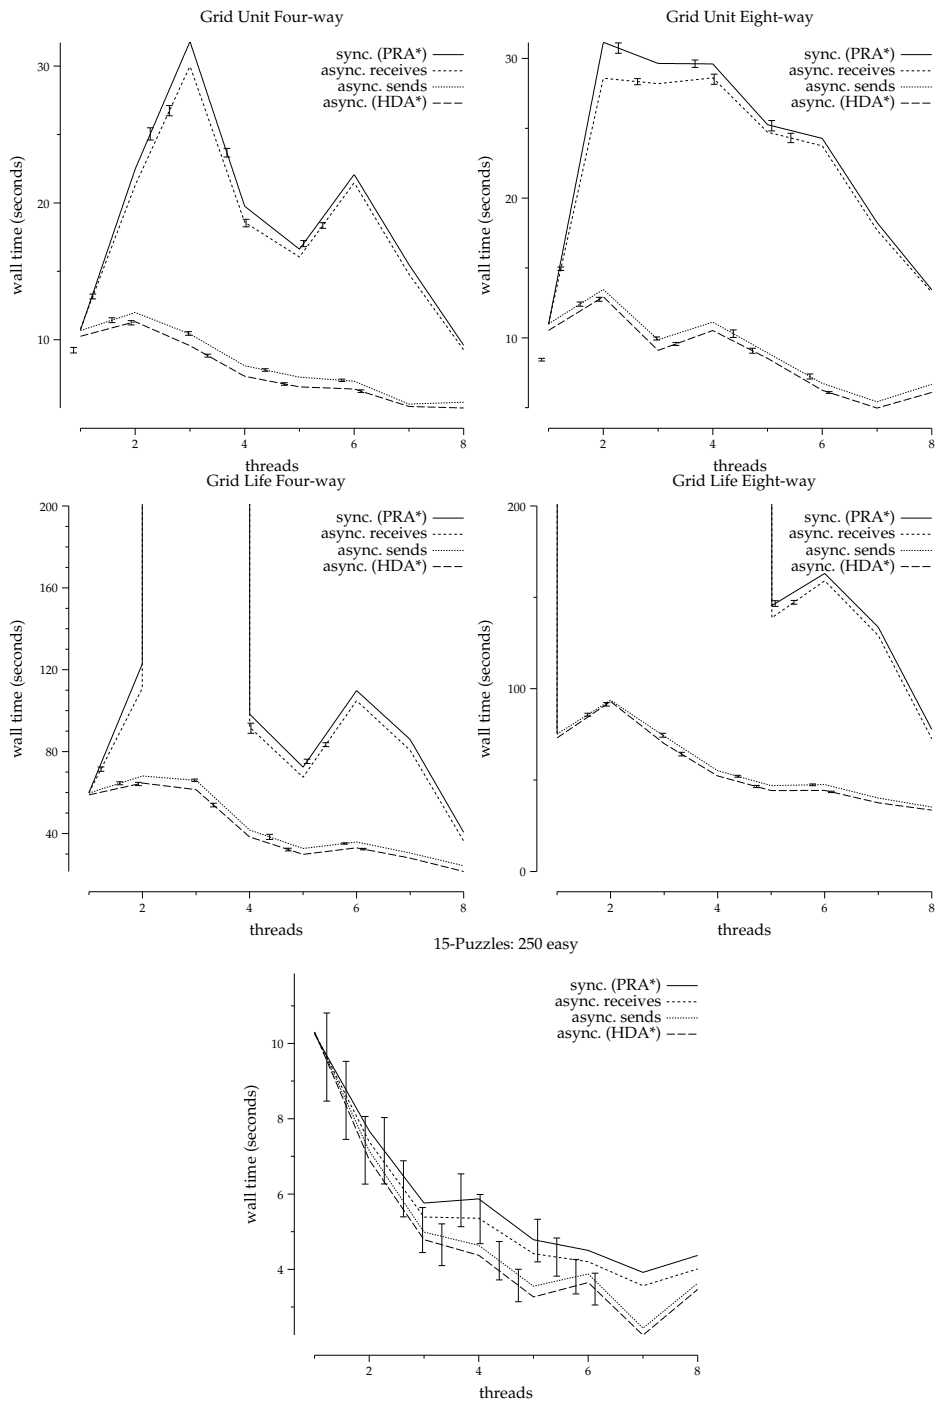 Grid Unit Four-way
sync. (PRA*)
async. receives
async. sends
async. (HDA*)
30
20
10
wall time (seconds)
2
4
6
8
threads
Grid Unit Eight-way
sync. (PRA*)
async. receives
async. sends
async. (HDA*)
30
20
10
wall time (seconds)
2
4
6
8
threads
Grid Life Four-way
sync. (PRA*)
async. receives
async. sends
async. (HDA*)
200
160
120
80
40
wall time (seconds)
2
4
6
8
threads
Grid Life Eight-way
sync. (PRA*)
async. receives
async. sends
async. (HDA*)
200
100
0
wall time (seconds)
2
4
6
8
threads
15-Puzzles: 250 easy
sync. (PRA*)
async. receives
async. sends
async. (HDA*)
10
8
6
4
wall time (seconds)
2
4
6
8
threads